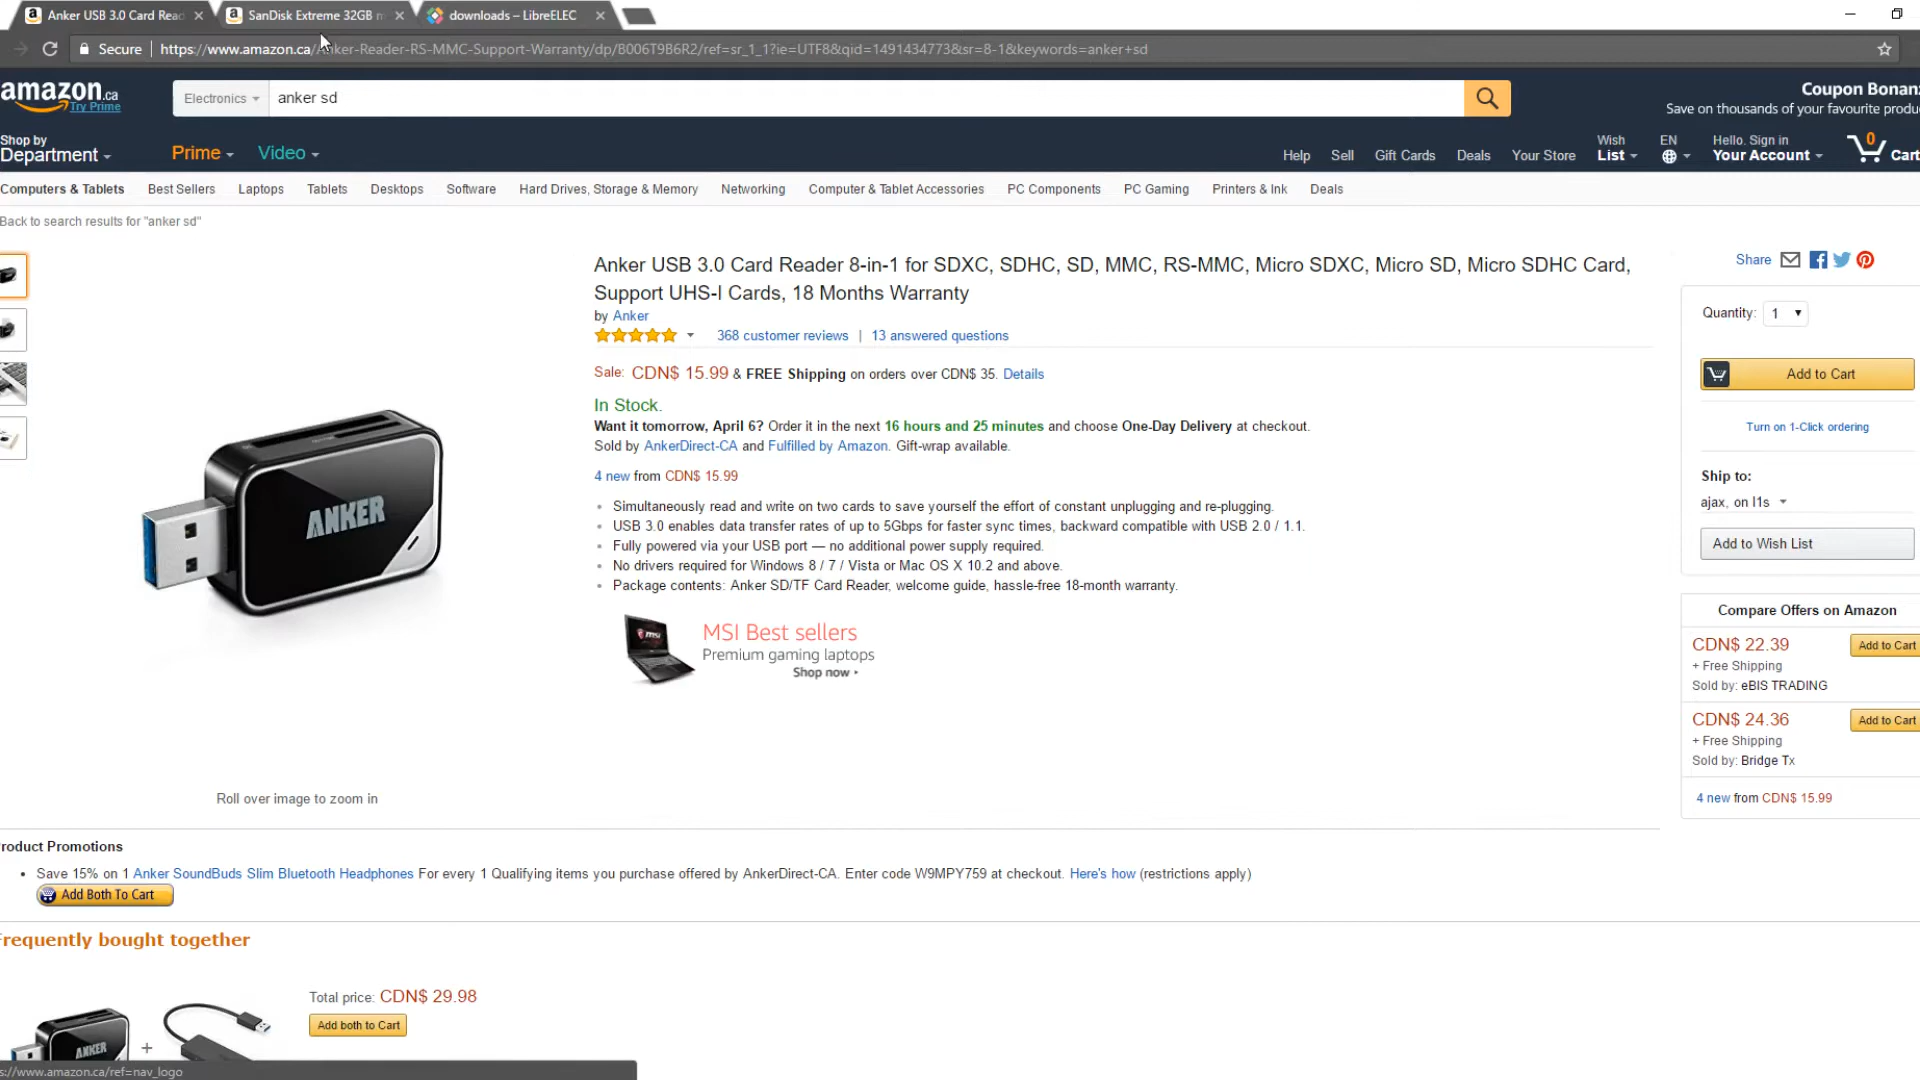 Anker USB 3.0 Card Read
SanDisk Extreme 32GB m
downloads – LibreELEC
Secure
https://www.amazon.ca/Anker-Reader-RS-MMC-Support-Warranty/dp/B006T9B6R2/ref=sr_1_1?ie=UTF8&qid=1491434773&sr=8-1&keywords=anker+sd
amazon.ca
Try Prime
Electronics
anker sd
Coupon Bonanz
Save on thousands of your favourite produ
Shop by
Department
Prime
Video
Help
Sell
Gift Cards
Deals
Your Store
Wish
List
EN
Hello. Sign in
Your Account
0
Cart
Computers & Tablets
Best Sellers
Laptops
Tablets
Desktops
Software
Hard Drives, Storage & Memory
Networking
Computer & Tablet Accessories
PC Components
PC Gaming
Printers & Ink
Deals
Back to search results for "anker sd"
Anker USB 3.0 Card Reader 8-in-1 for SDXC, SDHC, SD, MMC, RS-MMC, Micro SDXC, Micro SD, Micro SDHC Card,
Support UHS-I Cards, 18 Months Warranty
by Anker
368 customer reviews | 13 answered questions
Sale: CDN$ 15.99 & FREE Shipping on orders over CDN$ 35. Details
In Stock.
Want it tomorrow, April 6? Order it in the next 16 hours and 25 minutes and choose One-Day Delivery at checkout.
Sold by AnkerDirect-CA and Fulfilled by Amazon. Gift-wrap available.
4 new from CDN$ 15.99
Simultaneously read and write on two cards to save yourself the effort of constant unplugging and re-plugging.
USB 3.0 enables data transfer rates of up to 5Gbps for faster sync times, backward compatible with USB 2.0 / 1.1.
Fully powered via your USB port — no additional power supply required.
No drivers required for Windows 8 / 7 / Vista or Mac OS X 10.2 and above.
Package contents: Anker SD/TF Card Reader, welcome guide, hassle-free 18-month warranty.
ANKER
MSI Best sellers
Premium gaming laptops
Shop now
Roll over image to zoom in
Share
Quantity: 1
Add to Cart
Turn on 1-Click ordering
Ship to:
ajax, on l1s
Add to Wish List
Compare Offers on Amazon
CDN$ 22.39
Add to Cart
+ Free Shipping
Sold by: eBIS TRADING
CDN$ 24.36
Add to Cart
+ Free Shipping
Sold by: Bridge Tx
4 new from CDN$ 15.99
roduct Promotions
Save 15% on 1 Anker SoundBuds Slim Bluetooth Headphones For every 1 Qualifying items you purchase offered by AnkerDirect-CA. Enter code W9MPY759 at checkout. Here's how (restrictions apply)
Add Both To Cart
requently bought together
Total price: CDN$ 29.98
Add both to Cart
ANKER
+
s://www.amazon.ca/ref=nav_logo